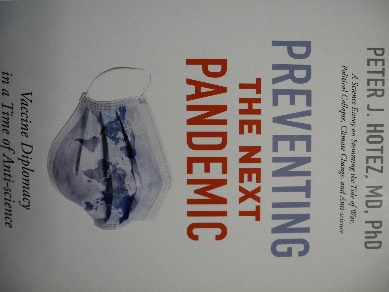 PETER J. HOTEZ, MD, PhD
A Science Envoy on Stemming the Tide of War,
Political Collapse, Climate Change, and Anti-science
PREVENTING
THE NEXT
PANDEMIC
Vaccine Diplomacy
in a Time of Anti-science